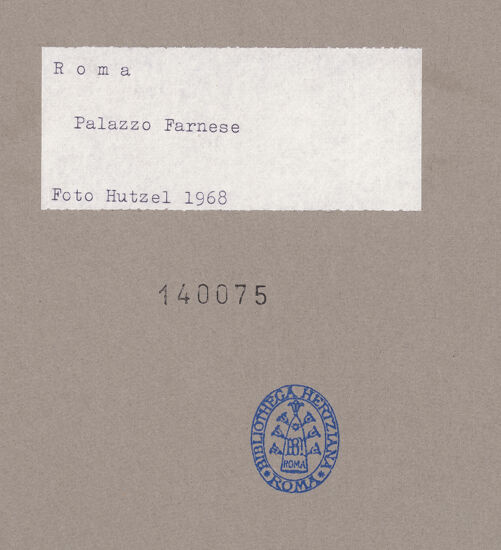 R o m a
Palazzo Farnese
Foto Hutzel 1968
140075
BIBLIOTHECA HERTZIANA
ROMA
ROMA